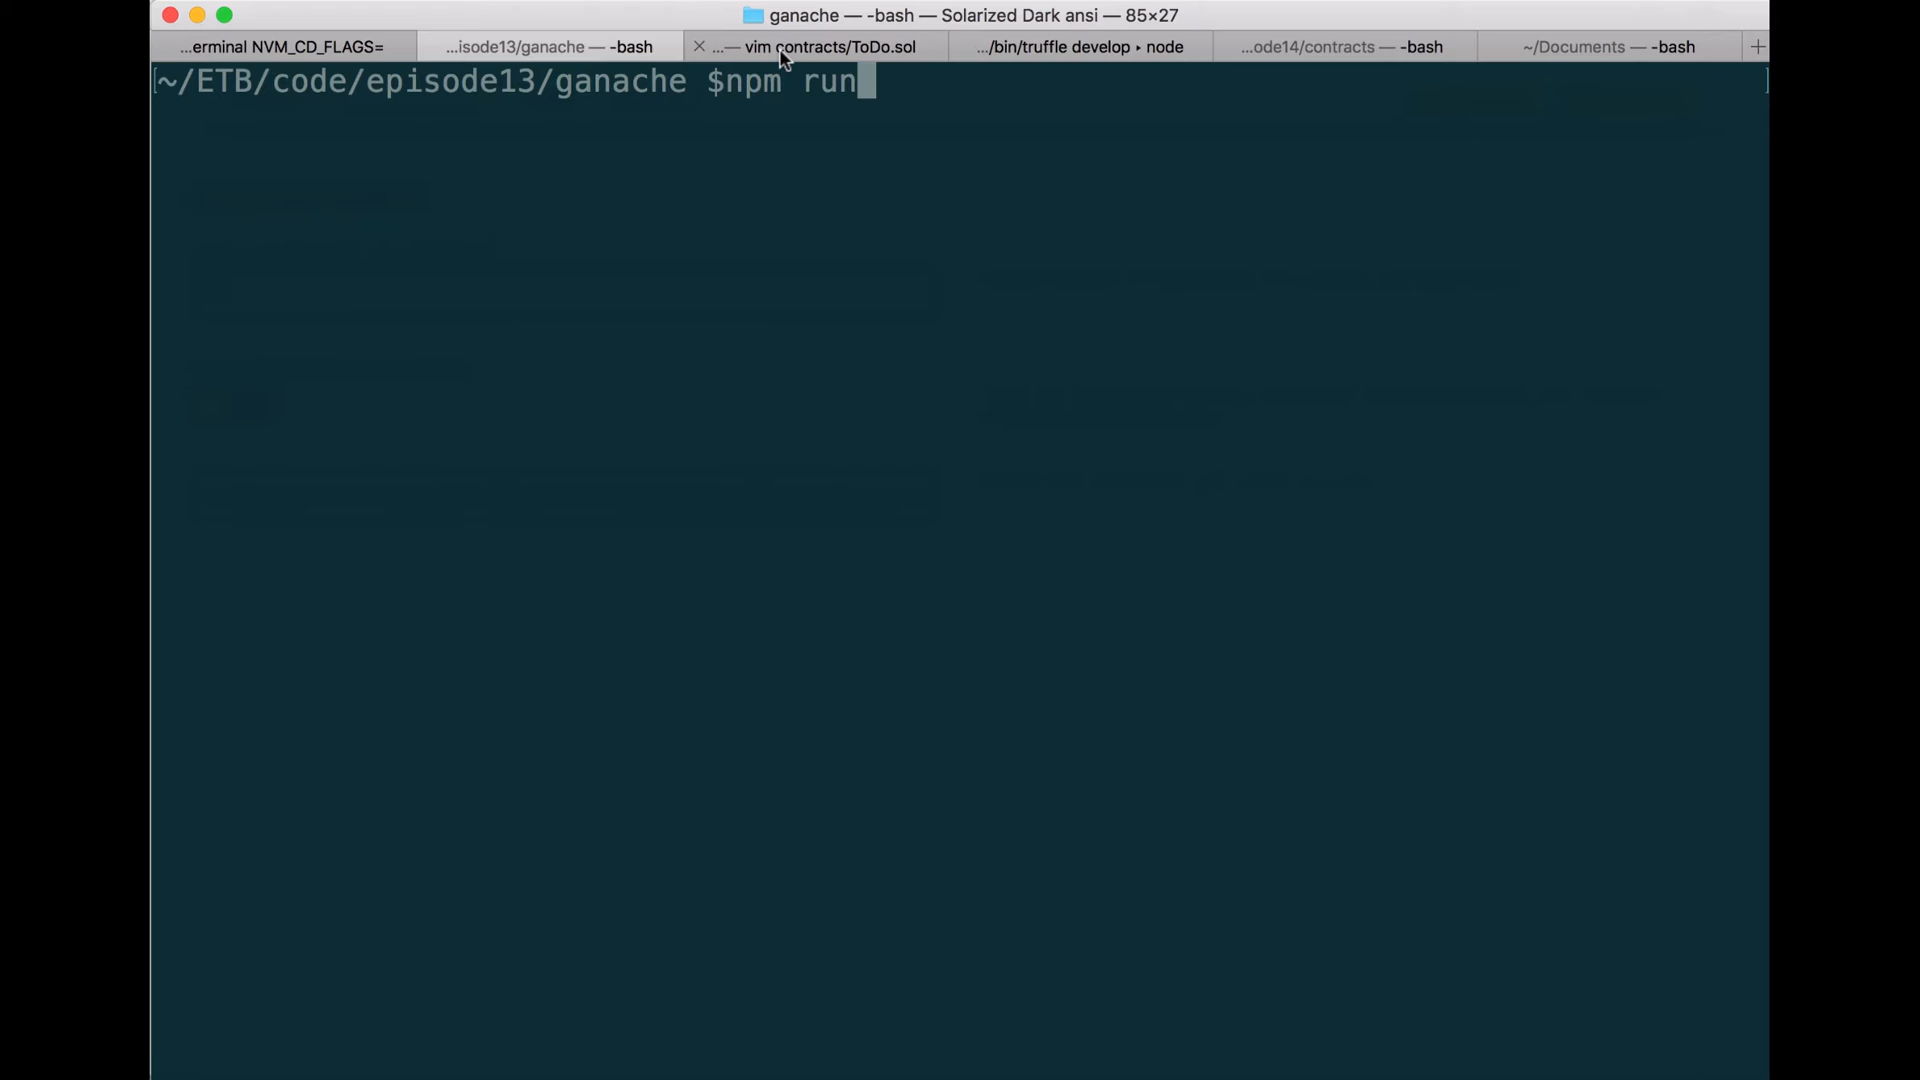 ganache — -bash — Solarized Dark ansi — 85×27
...erminal NVM_CD_FLAGS= ...isode13/ganache — -bash ...— vim contracts/ToDo.sol .../bin/truffle develop ▸ node ...ode14/contracts — -bash ~/Documents — -bash
[~/ETB/code/episode13/ganache $npm run ]